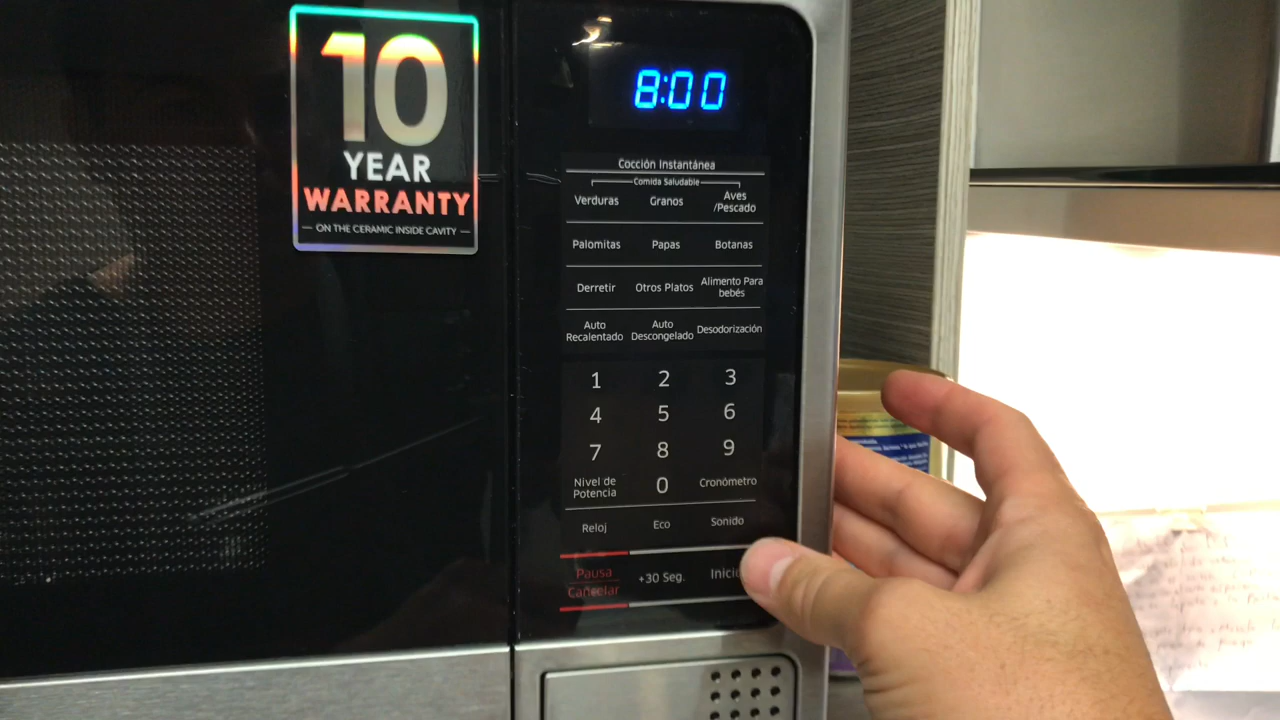 10
YEAR
WARRANTY
— ON THE CERAMIC INSIDE CAVITY —
8:00
Cocción Instantánea
Comida Saludable
Verduras Granos Aves /Pescado
Palomitas Papas Botanas
Derretir Otros Platos Alimento Para bebés
Auto Recalentado Auto Descongelado Desodorización
1 2 3
4 5 6
7 8 9
Nivel de Potencia 0 Cronómetro
Reloj Eco Sonido
Pausa
Cancelar +30 Seg. Inicio